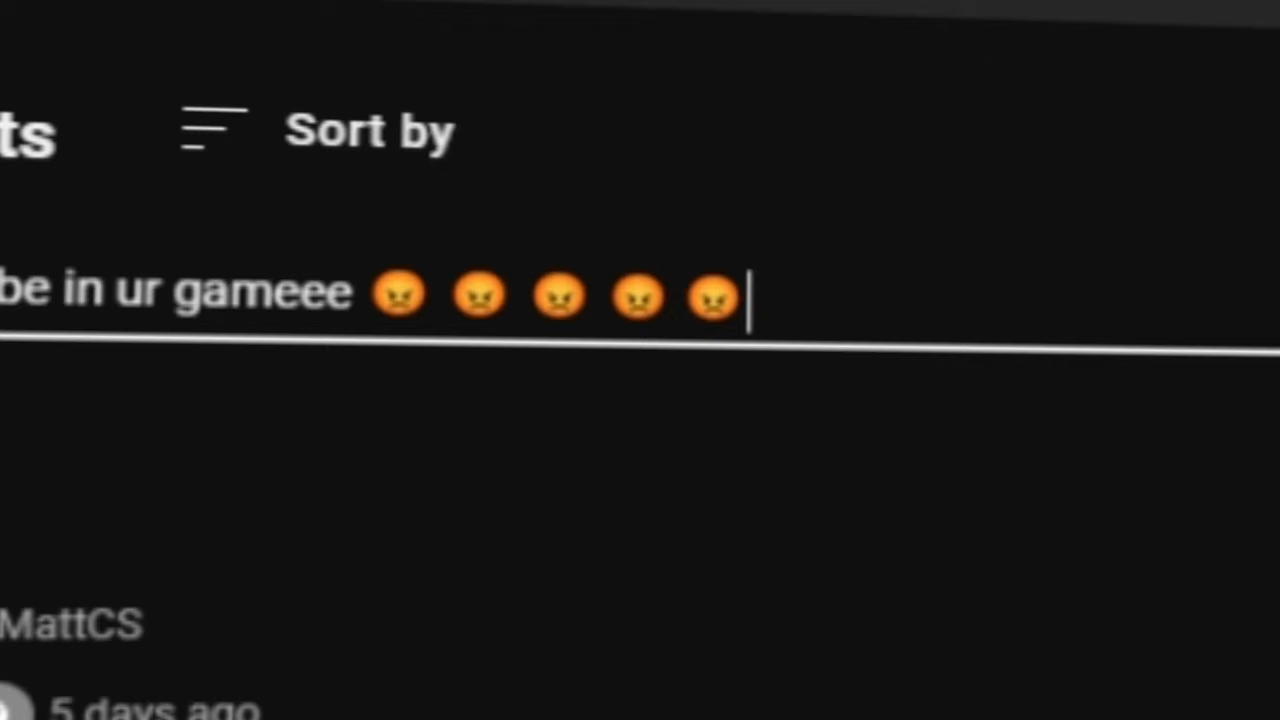 ts Sort by
be in ur gameee 😡 😡 😡 😡 😡
MattCS
5 days ago